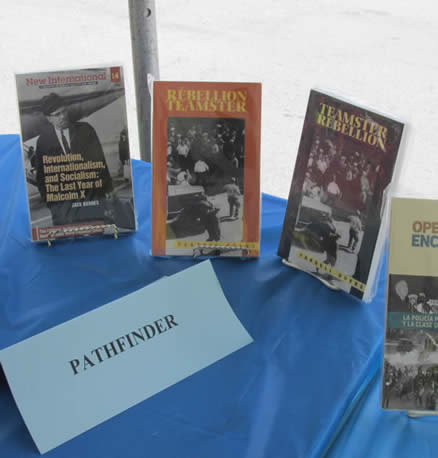 New International
14
Revolution,
Internationalism,
and Socialism:
The Last Year of
Malcolm X
JACK BARNES
REBELLION
TEAMSTER
TEAMSTER
REBELLION
FARRELL DOBBS
OPE
ENC
LA POLICÍA
Y LA CLASE
PATHFINDER